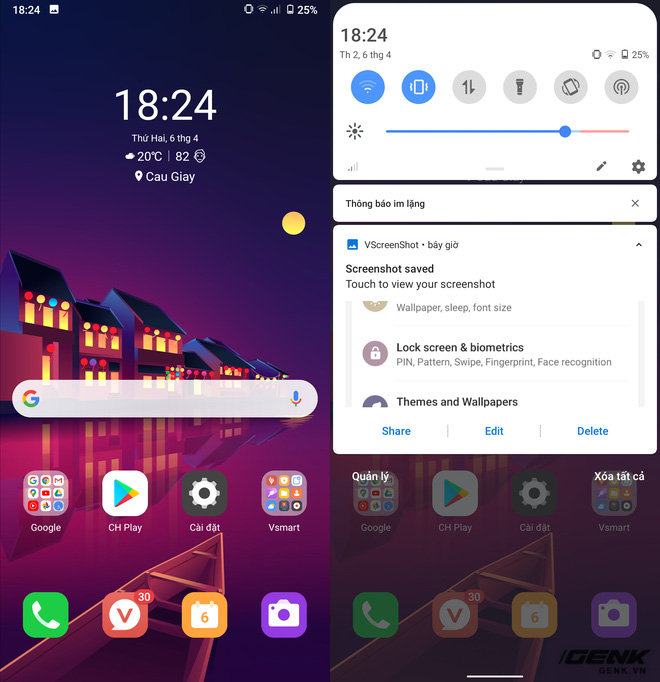 18:24
25%
18:24
Thứ Hai, 6 thg 4
20℃ | 82
Cau Giay
Google
CH Play
Cài đặt
Vsmart
30
6
18:24
Th 2, 6 thg 4
25%
Thông báo im lặng
VScreenShot • bây giờ
Screenshot saved
Touch to view your screenshot
Wallpaper, sleep, font size
Lock screen & biometrics
PIN, Pattern, Swipe, Fingerprint, Face recognition
Themes and Wallpapers
Share
Edit
Delete
Quản lý
Xóa tất cả
Google
CH Play
Cài đặt
Vsmart
30
6
GENK
GENK.VN